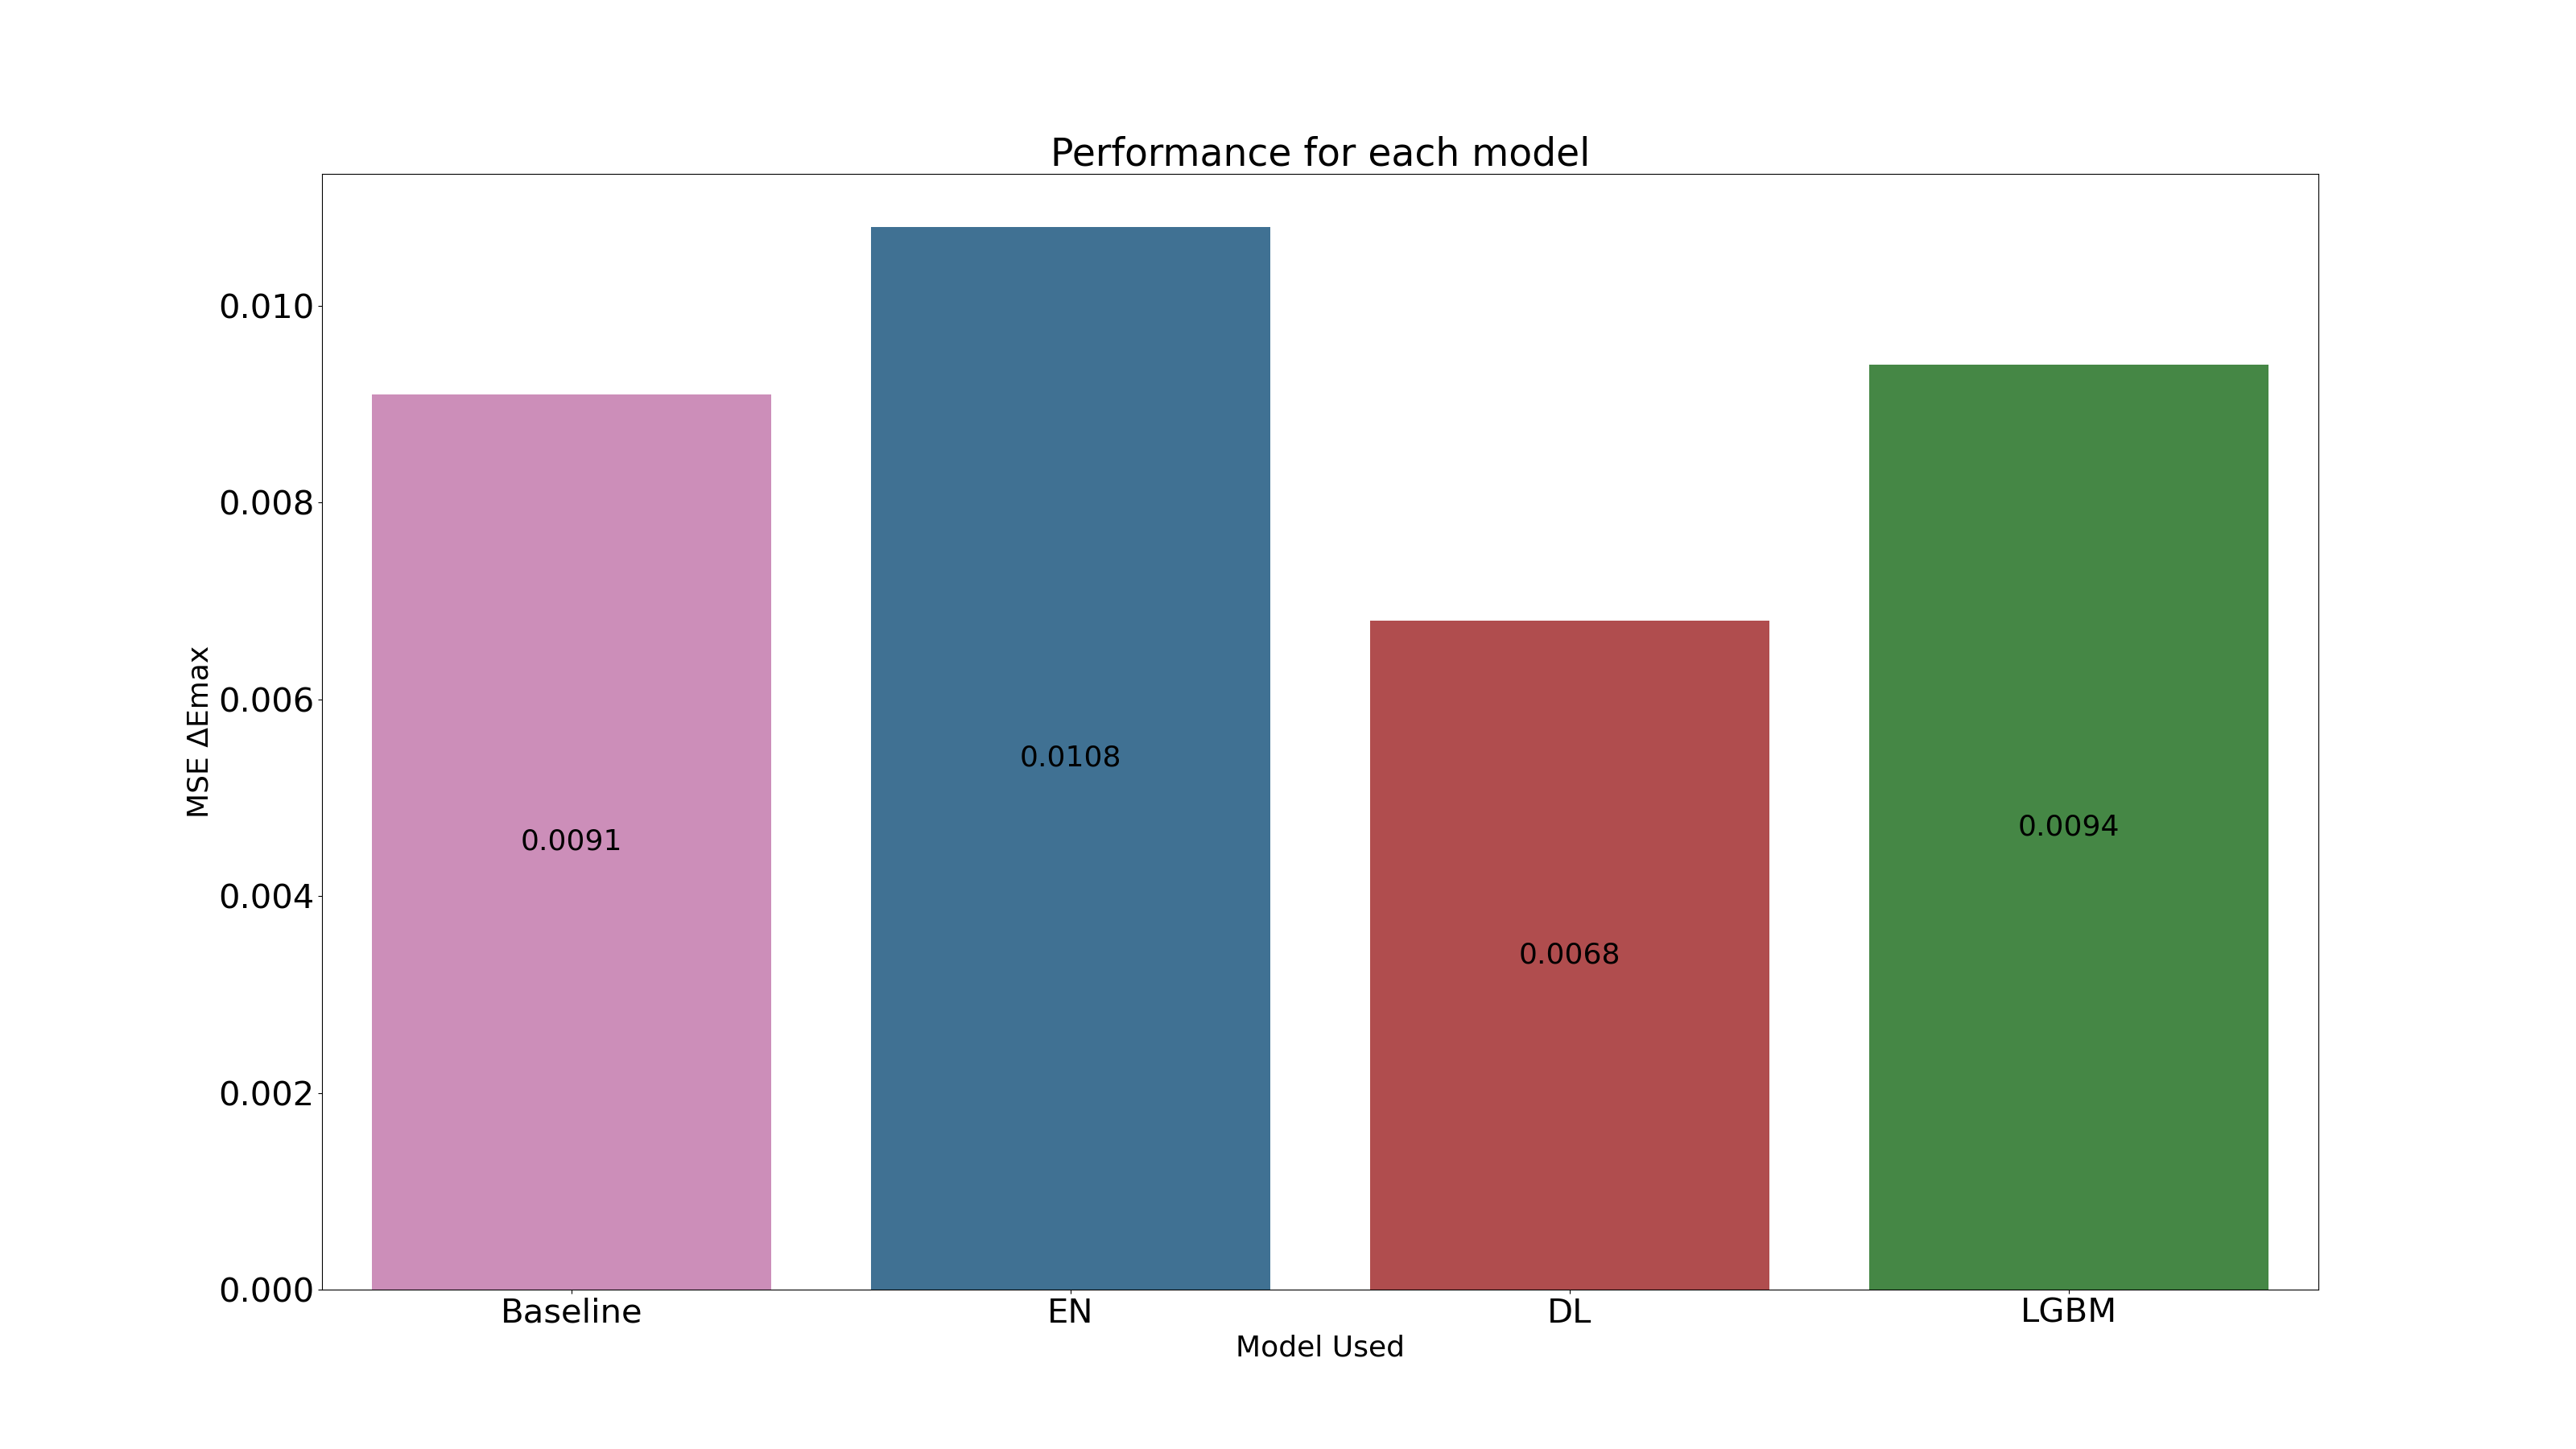 Performance for each model
MSE ΔEmax
0.010
0.008
0.006
0.004
0.002
0.000
0.0091
0.0108
0.0068
0.0094
Baseline
EN
DL
LGBM
Model Used